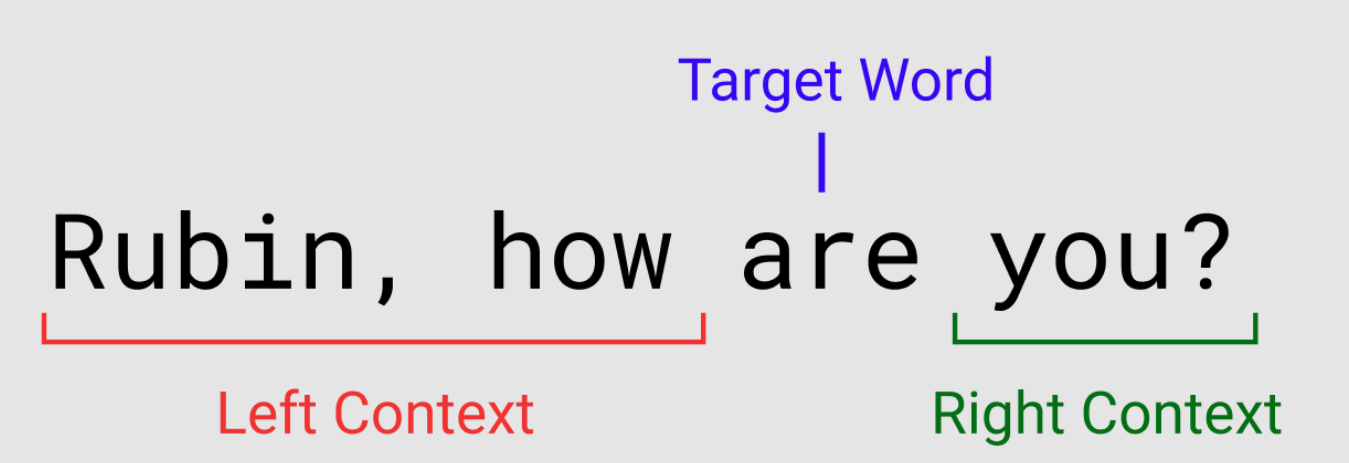 Target Word
Rubin, how are you?
Left Context
Right Context